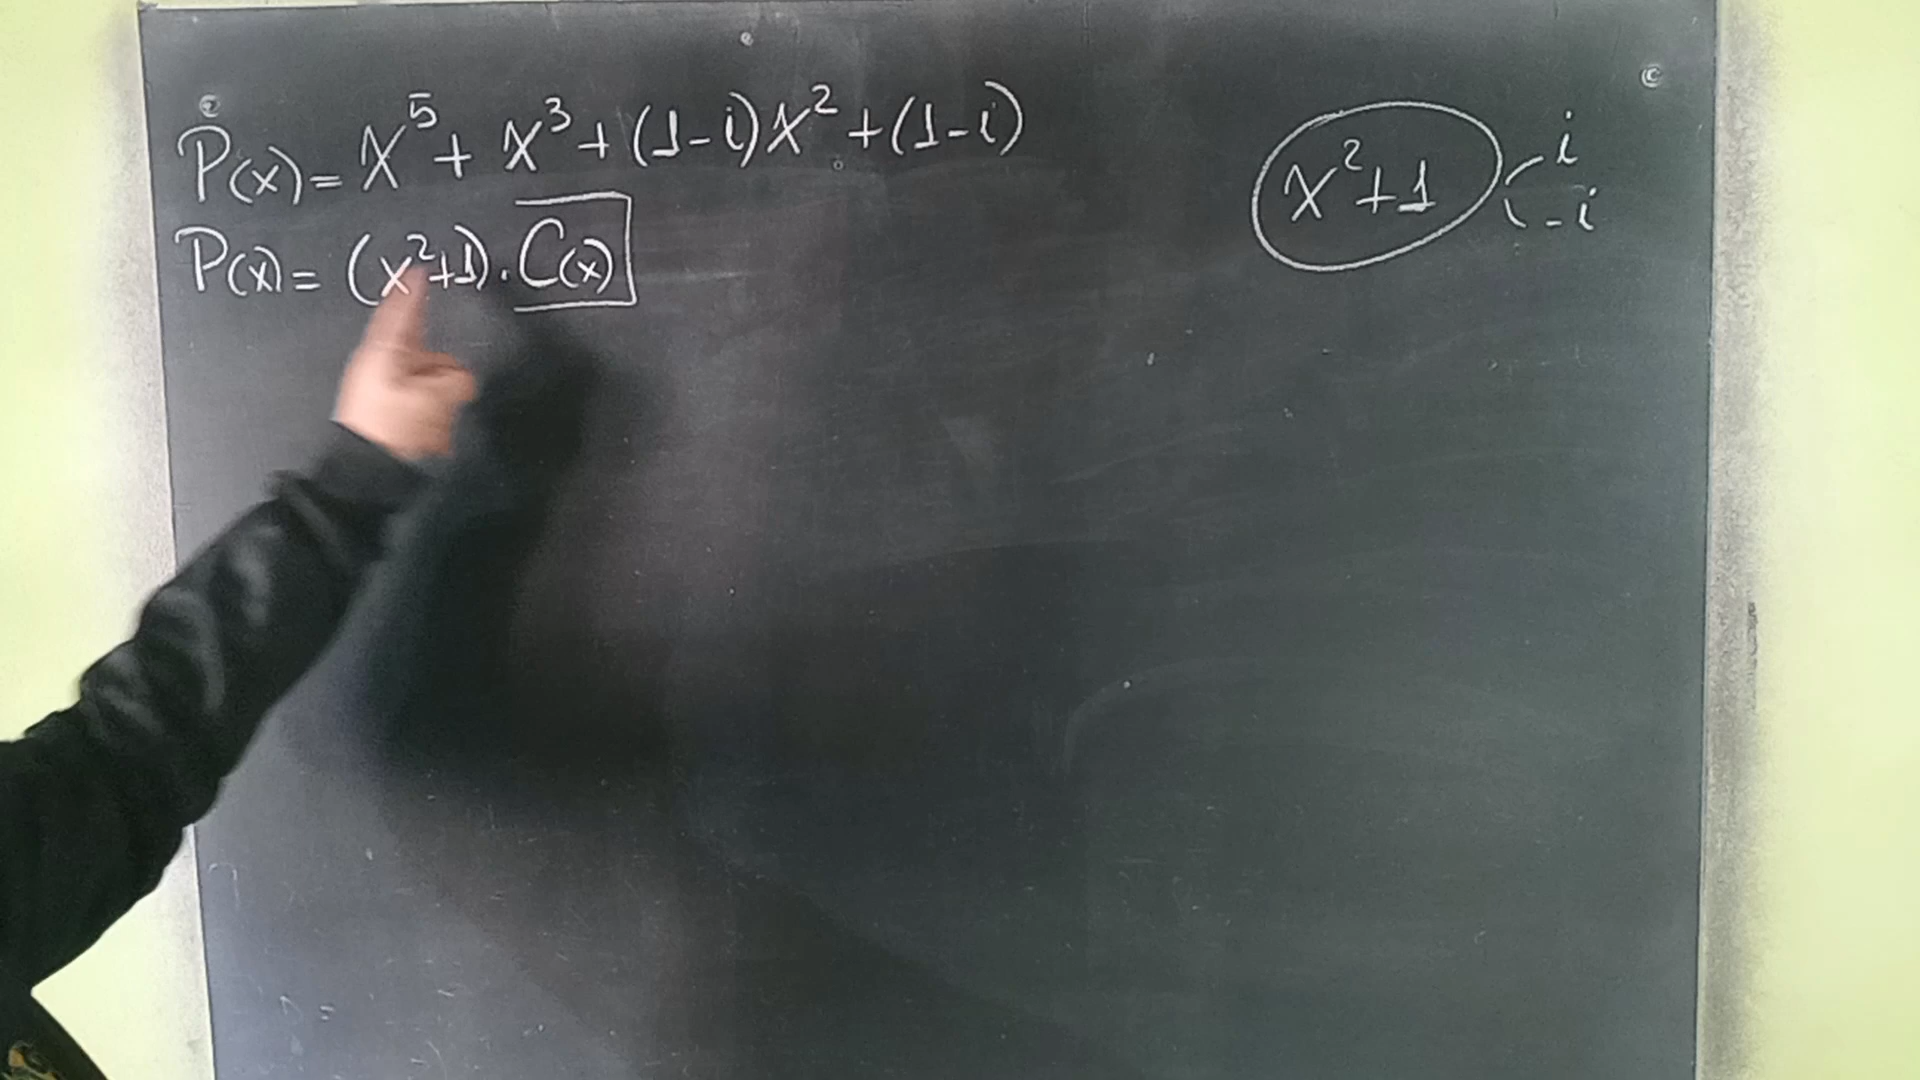 P(x) = x⁵ + x³ + (1-i)x² + (1-i)
P(x) = (x²+1) · C(x)
x²+1
i
-i